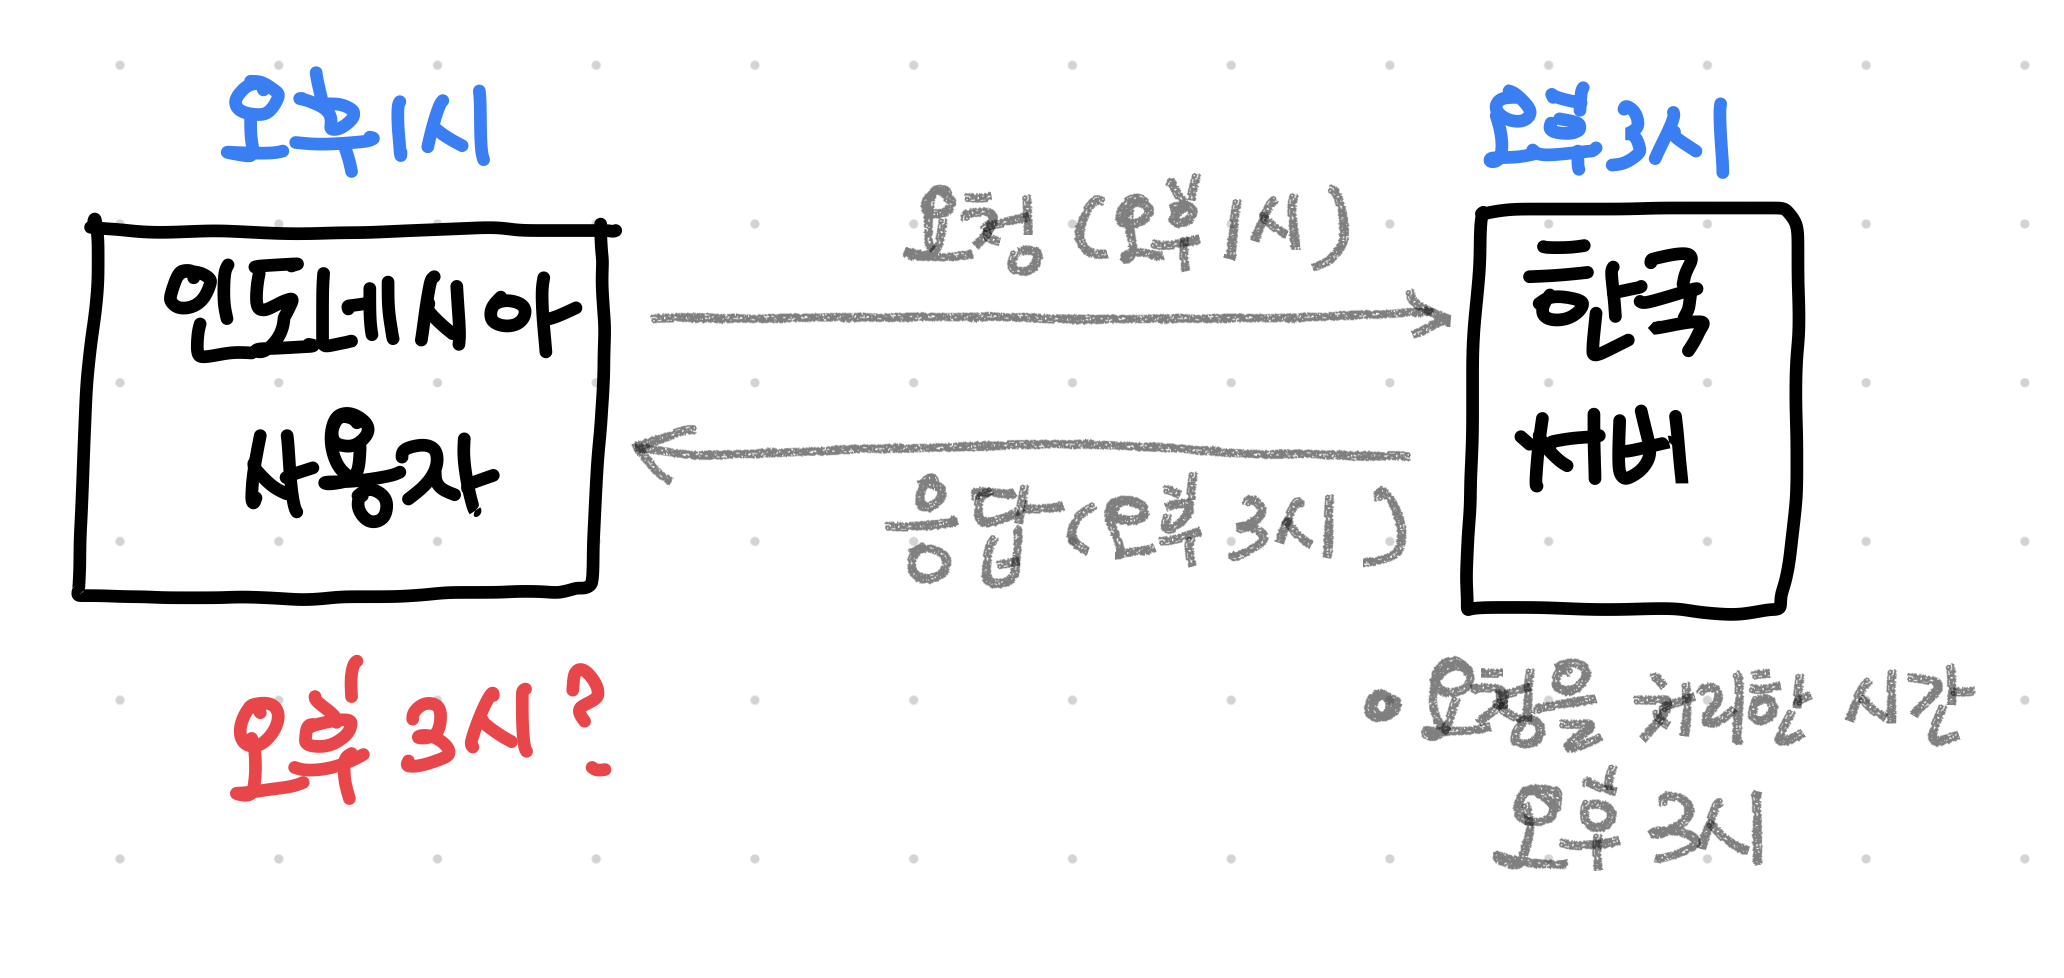 오후 1시
오후 3시
요청 (오후 1시)
인도네시아
사용자
한국
서버
응답 (오후 3시)
오후 3시?
• 요청을 처리한 시간
오후 3시